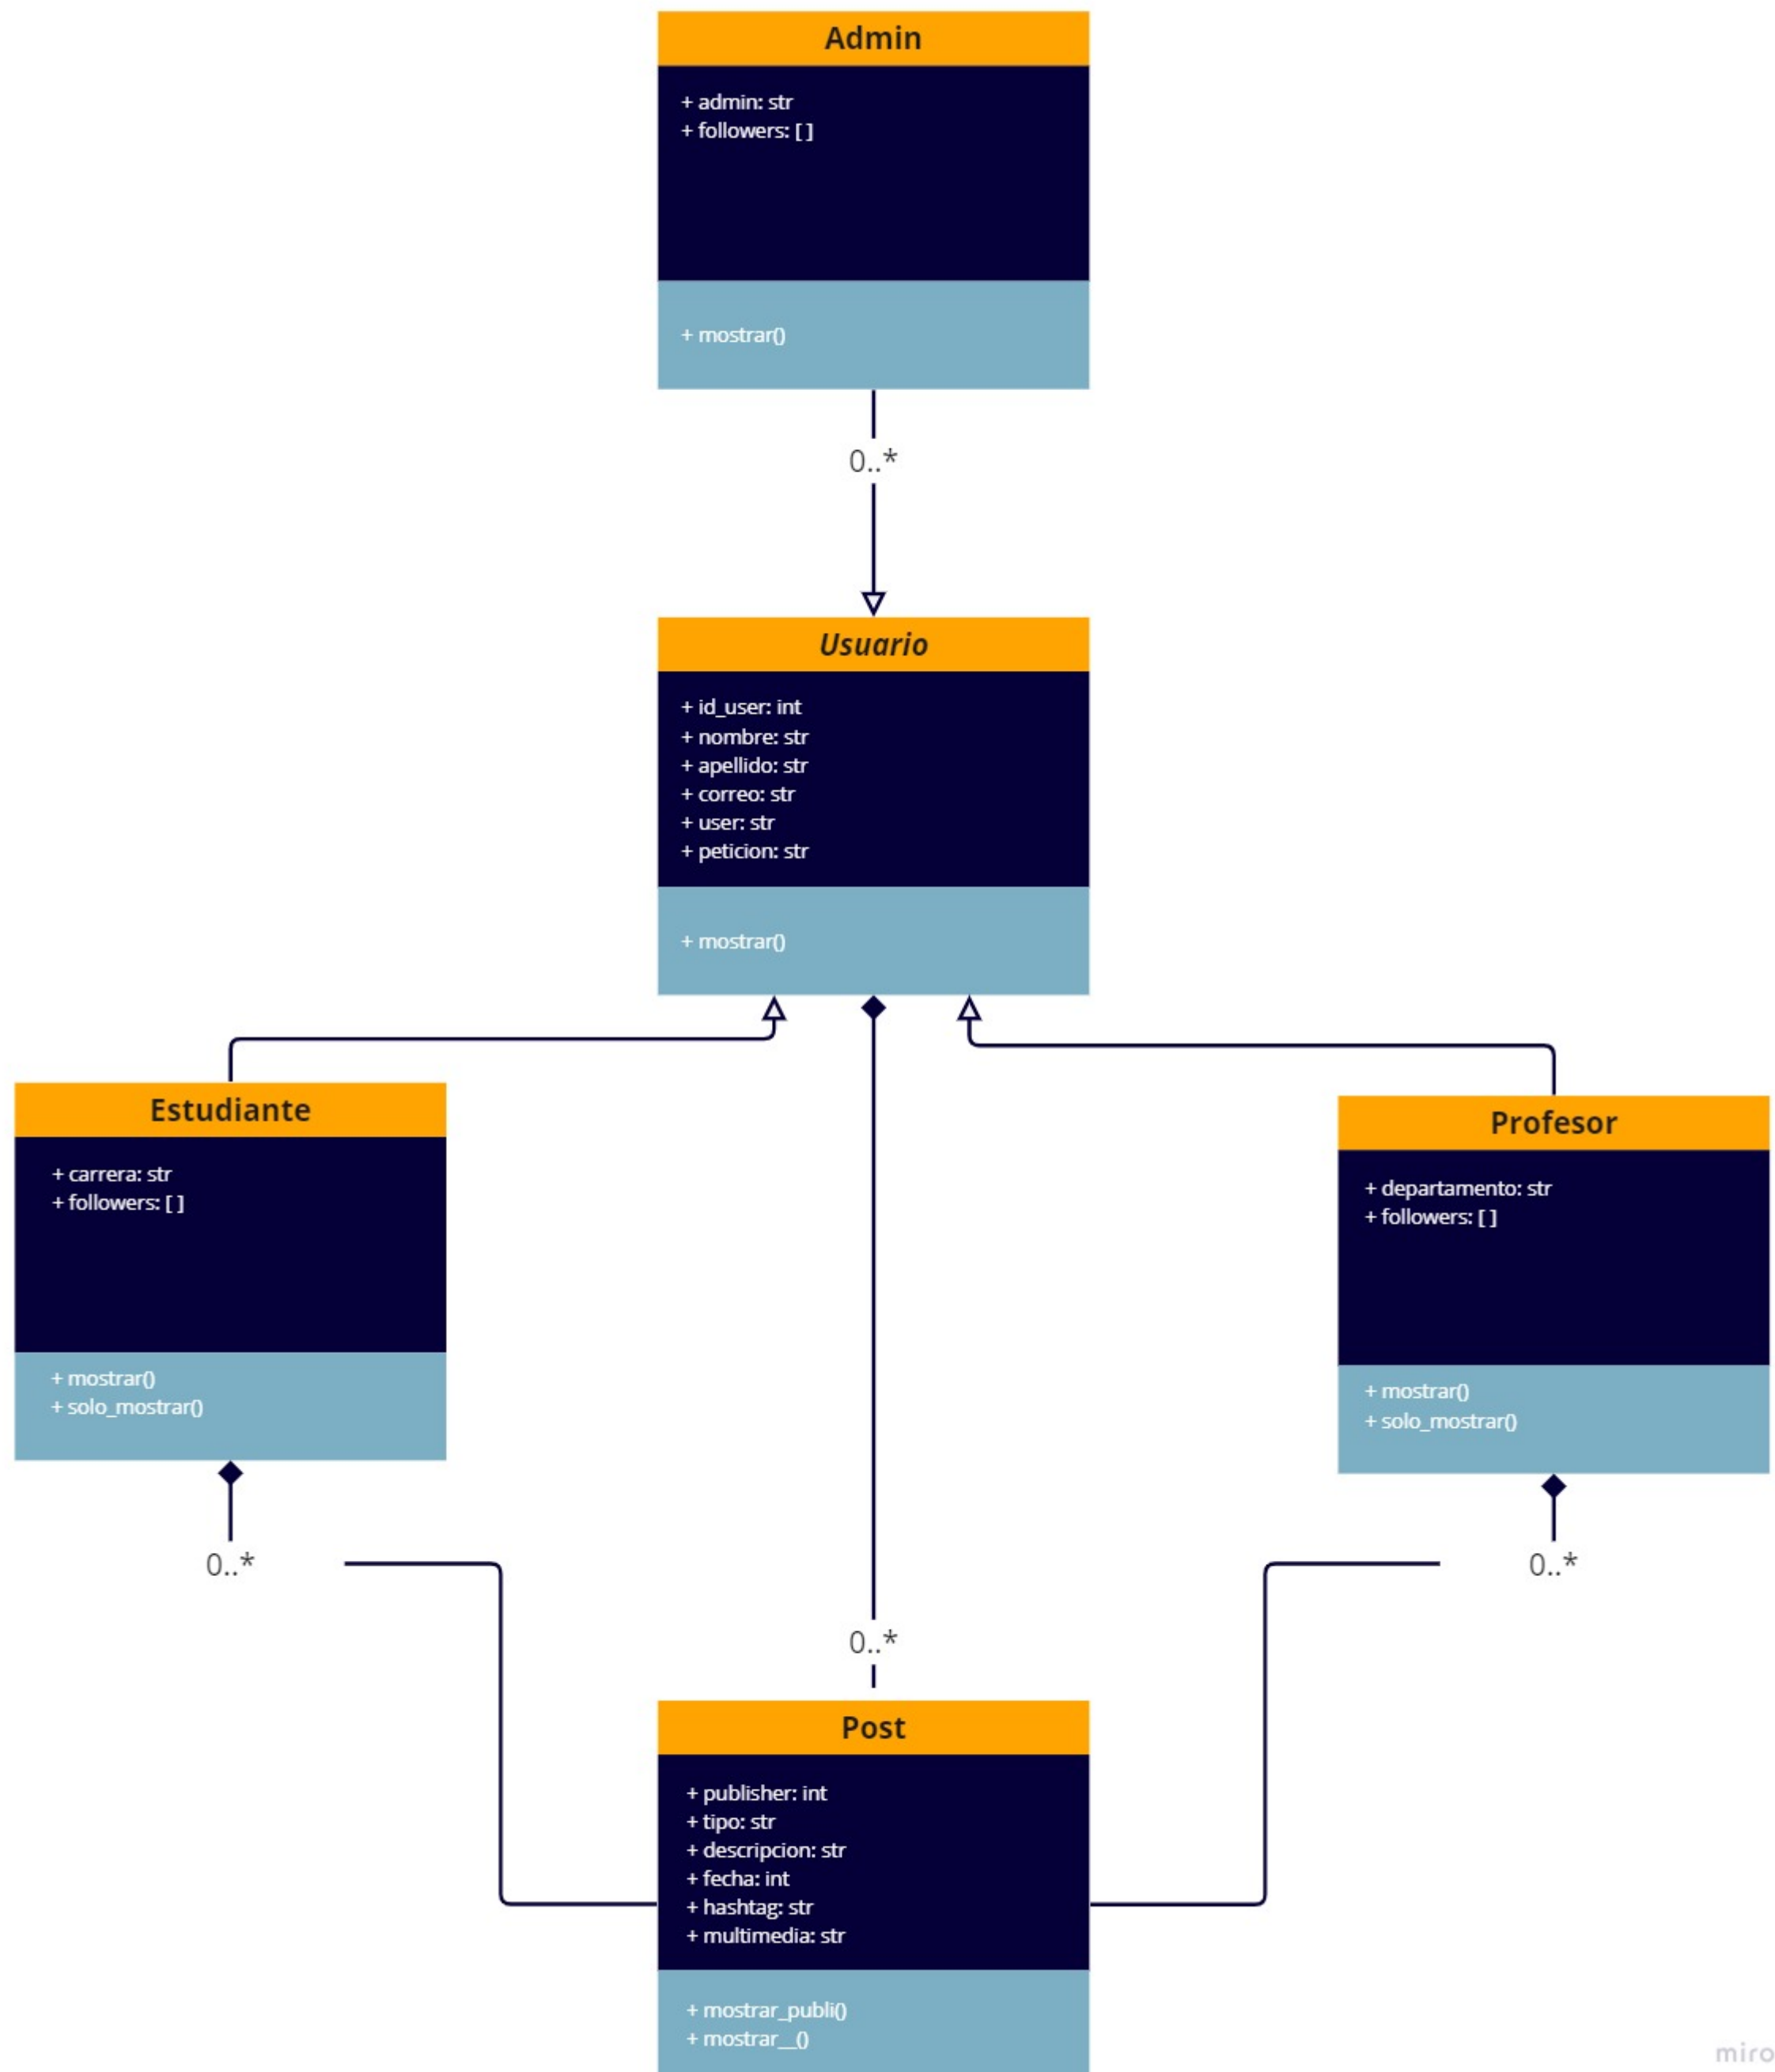 Admin
+ admin: str
+ followers: [ ]
+ mostrar()
0..*
Usuario
+ id_user: int
+ nombre: str
+ apellido: str
+ correo: str
+ user: str
+ peticion: str
+ mostrar()
Estudiante
+ carrera: str
+ followers: [ ]
+ mostrar()
+ solo_mostrar()
0..*
Profesor
+ departamento: str
+ followers: [ ]
+ mostrar()
+ solo_mostrar()
0..*
0..*
Post
+ publisher: int
+ tipo: str
+ descripcion: str
+ fecha: int
+ hashtag: str
+ multimedia: str
+ mostrar_publi()
+ mostrar__()
miro